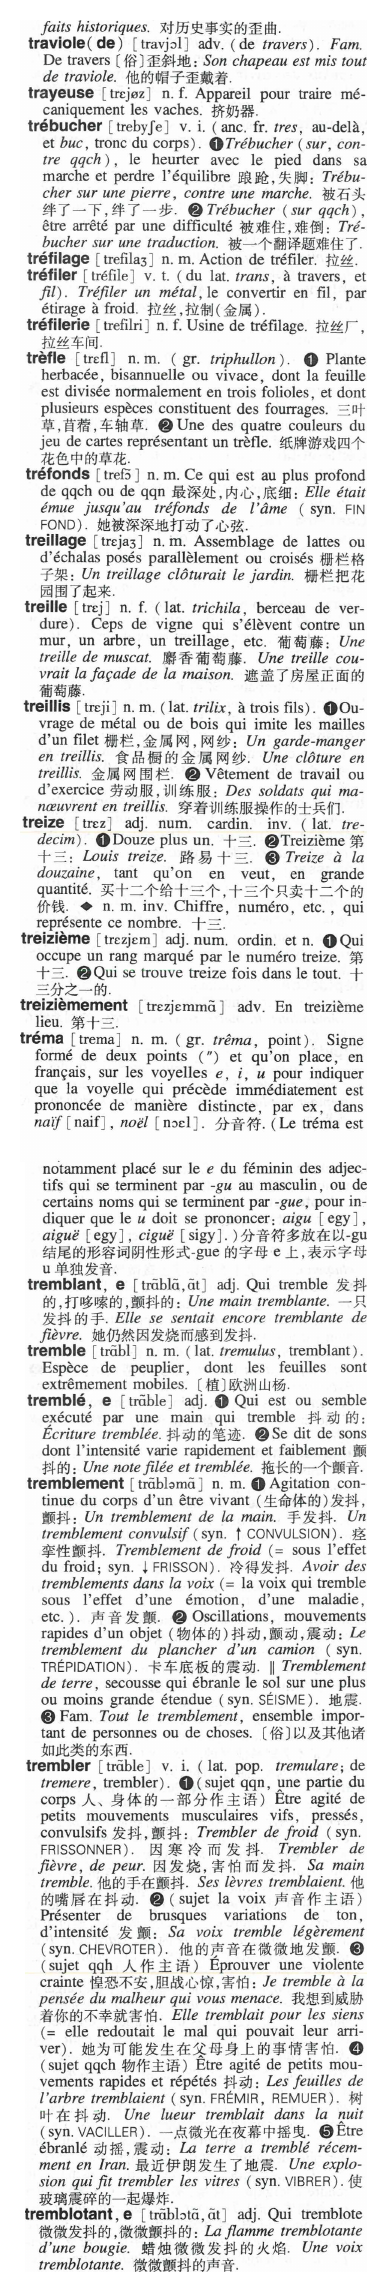 faits historiques. 对历史事实的歪曲.
traviole(de) [travjɔl] adv. (de travers). Fam.
De travers [俗]歪斜地: Son chapeau est mis tout
de traviole. 他的帽子歪戴着.
trayeuse [trɛjøz] n. f. Appareil pour traire mé-
caniquement les vaches. 挤奶器.
trébucher [trebyʃe] v. i. (anc. fr. tres, au-delà,
et buc, tronc du corps). ❶Trébucher (sur, con-
tre qqch), le heurter avec le pied dans sa
marche et perdre l'équilibre 踉跄,失脚: Trébu-
cher sur une pierre, contre une marche. 被石头
绊了一下,绊了一步. ❷Trébucher (sur qqch),
être arrêté par une difficulté 被难住,难倒: Tré-
bucher sur une traduction. 被一个翻译题难住了.
tréfilage [trefilaʒ] n. m. Action de tréfiler. 拉丝.
tréfiler [tréfile] v. t. (du lat. trans, à travers, et
fil). Tréfiler un métal, le convertir en fil, par
étirage à froid. 拉丝,拉制(金属).
tréfilerie [trefilri] n. f. Usine de tréfilage. 拉丝厂,
拉丝车间.
trèfle [trɛfl] n. m. (gr. triphullon). ❶ Plante
herbacée, bisannuelle ou vivace, dont la feuille
est divisée normalement en trois folioles, et dont
plusieurs espèces constituent des fourrages. 三叶
草,苜蓿,车轴草. ❷Une des quatre couleurs du
jeu de cartes représentant un trèfle. 纸牌游戏四个
花色中的草花.
tréfonds [trefɔ̃] n. m. Ce qui est au plus profond
de qqch ou de qqn 最深处,内心,底细: Elle était
émue jusqu'au tréfonds de l'âme (syn. FIN
FOND). 她被深深地打动了心弦.
treillage [trɛjaʒ] n. m. Assemblage de lattes ou
d'échalas posés parallèlement ou croisés 栅栏格
子架: Un treillage clôturait le jardin. 栅栏把花
园围了起来.
treille [trɛj] n. f. (lat. trichila, berceau de ver-
dure). Ceps de vigne qui s'élèvent contre un
mur, un arbre, un treillage, etc. 葡萄藤: Une
treille de muscat. 麝香葡萄藤. Une treille cou-
vrait la façade de la maison. 遮盖了房屋正面的
葡萄藤.
treillis [trɛji] n. m. (lat. trilix, à trois fils). ❶Ou-
vrage de métal ou de bois qui imite les mailles
d'un filet 栅栏,金属网,网纱: Un garde-manger
en treillis. 食品橱的金属网纱. Une clôture en
treillis. 金属网围栏. ❷ Vêtement de travail ou
d'exercice 劳动服,训练服: Des soldats qui ma-
nœuvrent en treillis. 穿着训练服操作的士兵们.
treize [trɛz] adj. num. cardin. inv. (lat. tre-
decim). ❶Douze plus un. 十三. ❷Treizième 第
十三: Louis treize. 路易十三. ❸ Treize à la
douzaine, tant qu'on en veut, en grande
quantité. 买十二个给十三个,十三个只卖十二个的
价钱. ◆ n. m. inv. Chiffre, numéro, etc., qui
représente ce nombre. 十三.
treizième [trɛzjɛm] adj. num. ordin. et n. ❶Qui
occupe un rang marqué par le numéro treize. 第
十三. ❷Qui se trouve treize fois dans le tout. 十
三分之一的.
treizièmement [trɛzjɛmmɑ̃] adv. En treizième
lieu. 第十三.
tréma [trema] n. m. (gr. trêma, point). Signe
formé de deux points (¨) et qu'on place, en
français, sur les voyelles e, i, u pour indiquer
que la voyelle qui précède immédiatement est
prononcée de manière distincte, par ex, dans
naïf [naif], noël [nɔɛl]. 分音符. (Le tréma est
notamment placé sur le e du féminin des adjec-
tifs qui se terminent par -gu au masculin, ou de
certains noms qui se terminent par -gue, pour in-
diquer que le u doit se prononcer: aigu [egy],
aiguë [egy], ciguë [sigy].)分音符多放在以-gu
结尾的形容词阴性形式-gue 的字母 e 上,表示字母
u 单独发音.
tremblant, e [trɑ̃blɑ̃,ɑ̃t] adj. Qui tremble 发抖
的,打哆嗦的,颤抖的: Une main tremblante. 一只
发抖的手. Elle se sentait encore tremblante de
fièvre. 她仍然因发烧而感到发抖.
tremble [trɑ̃bl] n. m. (lat. tremulus, tremblant).
Espèce de peuplier, dont les feuilles sont
extrêmement mobiles. [植]欧洲山杨.
tremblé, e [trɑ̃ble] adj. ❶ Qui est ou semble
exécuté par une main qui tremble 抖动的:
Écriture tremblée. 抖动的笔迹. ❷Se dit de sons
dont l'intensité varie rapidement et faiblement 颤
抖的: Une note filée et tremblée. 拖长的一个颤音.
tremblement [trɑ̃bləmɑ̃] n. m. ❶ Agitation con-
tinue du corps d'un être vivant (生命体的)发抖,
颤抖: Un tremblement de la main. 手发抖. Un
tremblement convulsif (syn. ↑ CONVULSION). 痉
挛性颤抖. Tremblement de froid (= sous l'effet
du froid; syn. ↓FRISSON). 冷得发抖. Avoir des
tremblements dans la voix (= la voix qui tremble
sous l'effet d'une émotion, d'une maladie,
etc.). 声音发颤. ❷ Oscillations, mouvements
rapides d'un objet (物体的)抖动,颤动,震动: Le
tremblement du plancher d'un camion (syn.
TRÉPIDATION). 卡车底板的震动. ‖ Tremblement
de terre, secousse qui ébranle le sol sur une plus
ou moins grande étendue (syn. SÉISME). 地震.
❸ Fam. Tout le tremblement, ensemble impor-
tant de personnes ou de choses. [俗]以及其他诸
如此类的东西.
trembler [trɑ̃ble] v. i. (lat. pop. tremulare; de
tremere, trembler). ❶(sujet qqn, une partie du
corps 人、身体的一部分作主语) Être agité de
petits mouvements musculaires vifs, pressés,
convulsifs 发抖,颤抖: Trembler de froid (syn.
FRISSONNER). 因寒冷而发抖. Trembler de
fièvre, de peur. 因发烧,害怕而发抖. Sa main
tremble. 他的手在颤抖. Ses lèvres tremblaient. 他
的嘴唇在抖动. ❷ (sujet la voix 声音作主语)
Présenter de brusques variations de ton,
d'intensité 发颤: Sa voix tremble légèrement
(syn. CHEVROTER). 他的声音在微微地发颤. ❸
(sujet qqh 人作主语) Éprouver une violente
crainte 惶恐不安,胆战心惊,害怕: Je tremble à la
pensée du malheur qui vous menace. 我想到威胁
着你的不幸就害怕. Elle tremblait pour les siens
(= elle redoutait le mal qui pouvait leur arri-
ver). 她为可能发生在父母身上的事情害怕. ❹
(sujet qqch 物作主语) Être agité de petits mou-
vements rapides et répétés 抖动: Les feuilles de
l'arbre tremblaient (syn. FRÉMIR, REMUER). 树
叶在抖动. Une lueur tremblait dans la nuit
(syn. VACILLER). 一点微光在夜幕中摇曳. ❺Être
ébranlé 动摇,震动: La terre a tremblé récem-
ment en Iran. 最近伊朗发生了地震. Une explo-
sion qui fit trembler les vitres (syn. VIBRER). 使
玻璃震碎的一起爆炸.
tremblotant, e [trɑ̃blɔtɑ̃,ɑ̃t] adj. Qui tremblote
微微发抖的,微微颤抖的: La flamme tremblotante
d'une bougie. 蜡烛微微发抖的火焰. Une voix
tremblotante. 微微颤抖的声音.